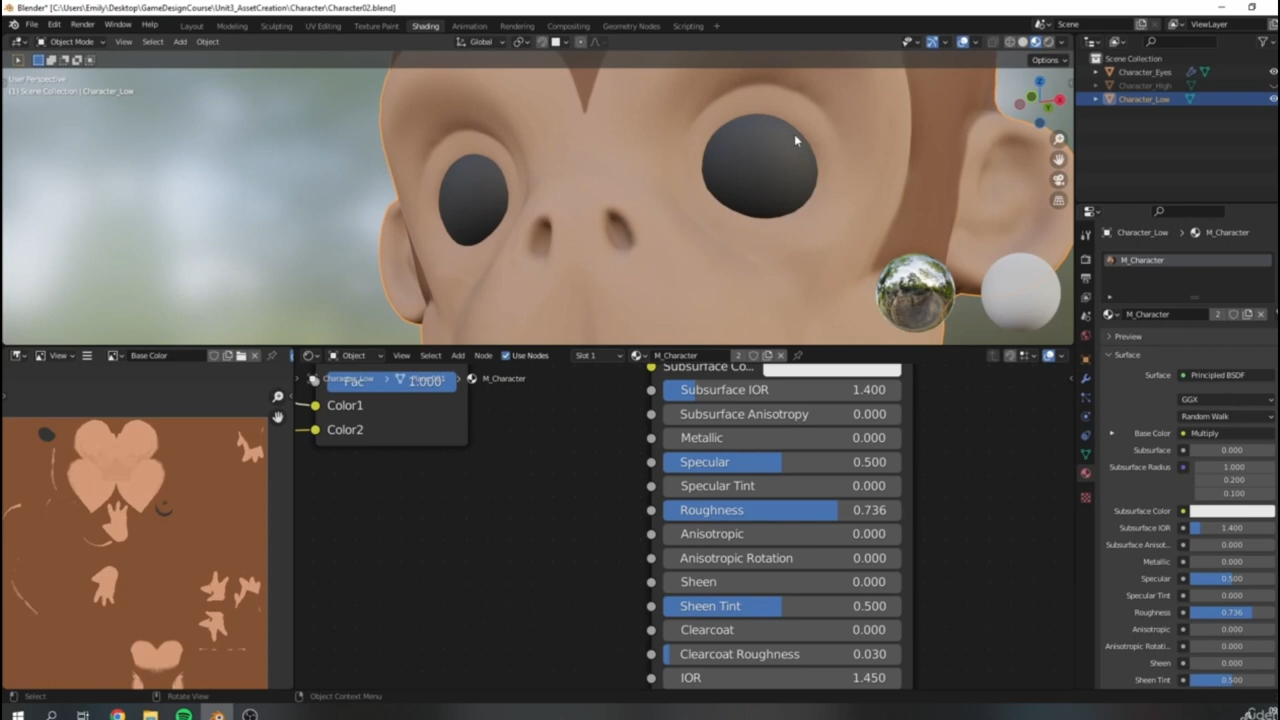 Blender* [C:\Users\Emily\Desktop\GameDesignCourse\Unit3_AssetCreation\Character\Character02.blend]
File Edit Render Window Help Layout Modeling Sculpting UV Editing Texture Paint Shading Animation Rendering Compositing Geometry Nodes Scripting + Scene ViewLayer
Object Mode View Select Add Object Global
Options
User Perspective
(1) Scene Collection | Character_Low
Scene Collection
Character_Eyes
Character_High
Character_Low
Character_Low > M_Character
M_Character
M_Character 2
Preview
Surface
Surface Principled BSDF
GGX
Random Walk
Base Color Multiply
Subsurface 0.000
Subsurface Radius 1.000
0.200
0.100
Subsurface Color
Subsurface IOR 1.400
Subsurface Anisot... 0.000
Metallic 0.000
Specular 0.500
Specular Tint 0.000
Roughness 0.736
Anisotropic 0.000
Anisotropic Rotati... 0.000
Sheen 0.000
Sheen Tint 0.500
View Base Color
Object View Select Add Node Use Nodes Slot 1 M_Character 2
Character_Low > > M_Character
Fac 1.000
Color1
Color2
Subsurface Co...
Subsurface IOR 1.400
Subsurface Anisotropy 0.000
Metallic 0.000
Specular 0.500
Specular Tint 0.000
Roughness 0.736
Anisotropic 0.000
Anisotropic Rotation 0.000
Sheen 0.000
Sheen Tint 0.500
Clearcoat 0.000
Clearcoat Roughness 0.030
IOR 1.450
Select Rotate View Object Context Menu